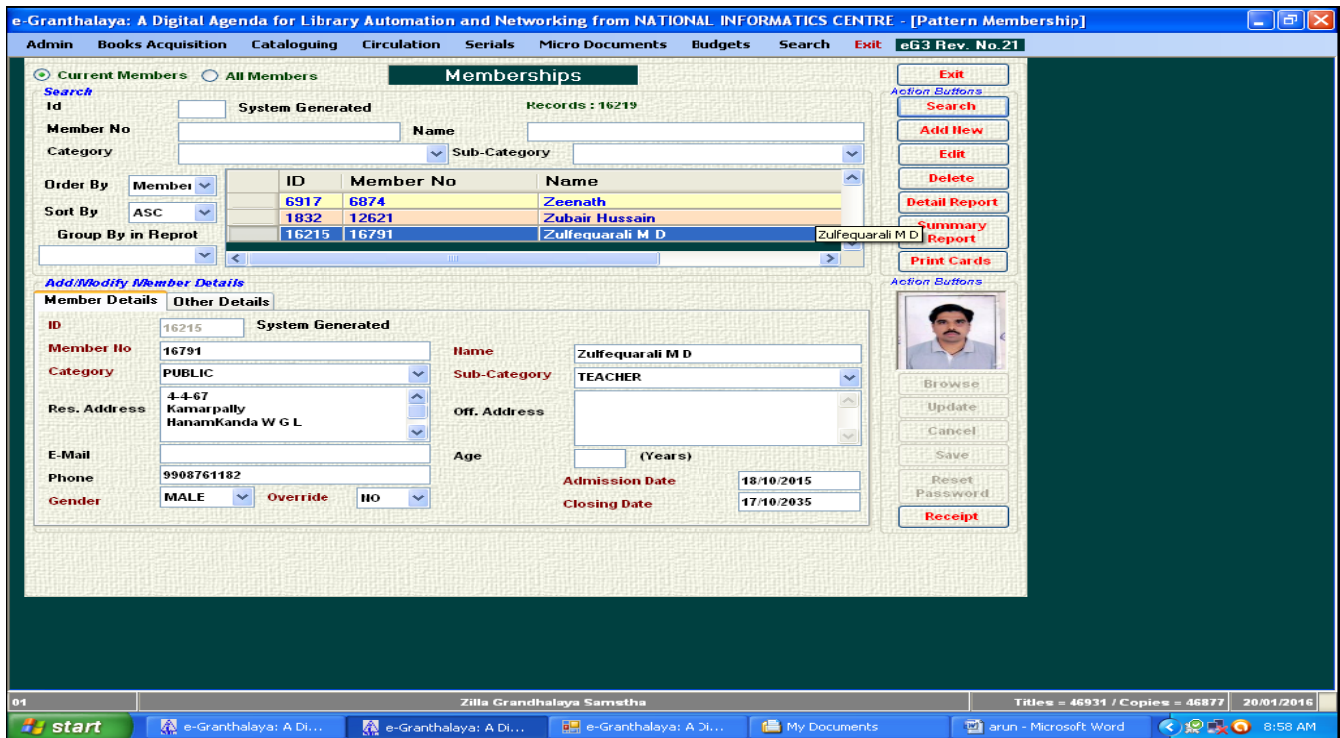 e-Granthalaya: A Digital Agenda for Library Automation and Networking from NATIONAL INFORMATICS CENTRE - [Pattern Membership]
Admin Books Acquisition Cataloguing Circulation Serials Micro Documents Budgets Search Exit eG3 Rev. No.21
Current Members All Members Memberships Exit
Search Action Buttons
Id System Generated Records : 16219 Search
Member No Name Add New
Category Sub-Category Edit
Order By Member ID Member No Name Delete
6917 6874 Zeenath Detail Report
Sort By ASC 1832 12621 Zubair Hussain
Group By in Reprot 16215 16791 Zulfequarali M D Zulfequarali M D Summary Report
Print Cards
Add/Modify Member Details Action Buttons
Member Details Other Details
ID 16215 System Generated
Member No 16791 Name Zulfequarali M D
Category PUBLIC Sub-Category TEACHER
Browse
Res. Address 4-4-67
Kamarpally
HanamKanda W G L
Off. Address
Update
Cancel
E-Mail Age (Years) Save
Phone 9908761182 Admission Date 18/10/2015 Reset Password
Gender MALE Override NO Closing Date 17/10/2035
Receipt
01 Zilla Grandhalaya Samstha Titles = 46931 / Copies = 46877 20/01/2016
start e-Granthalaya: A Di... e-Granthalaya: A Di... e-Granthalaya: A Di... My Documents arun - Microsoft Word 8:58 AM